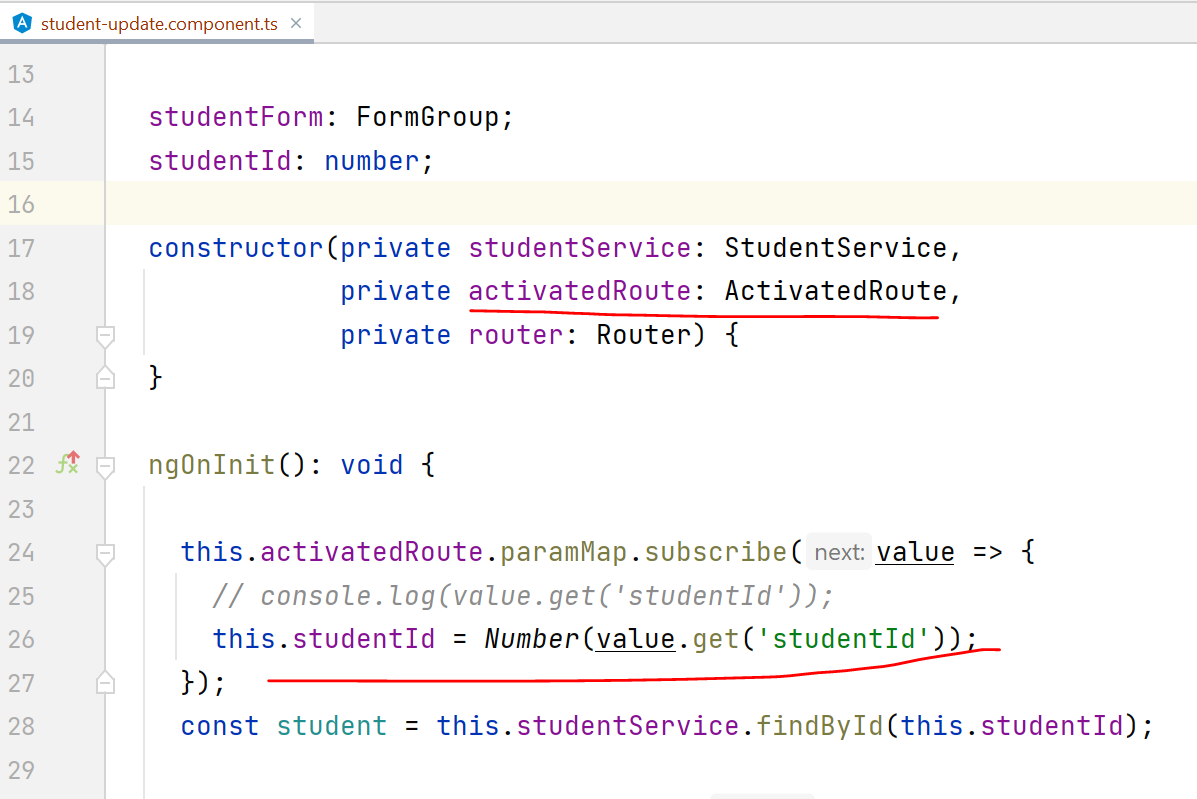 student-update.component.ts ×
13
14 studentForm: FormGroup;
15 studentId: number;
16
17 constructor(private studentService: StudentService,
18 private activatedRoute: ActivatedRoute,
19 private router: Router) {
20 }
21
22 ngOnInit(): void {
23
24 this.activatedRoute.paramMap.subscribe( next: value => {
25 // console.log(value.get('studentId'));
26 this.studentId = Number(value.get('studentId'));
27 });
28 const student = this.studentService.findById(this.studentId);
29